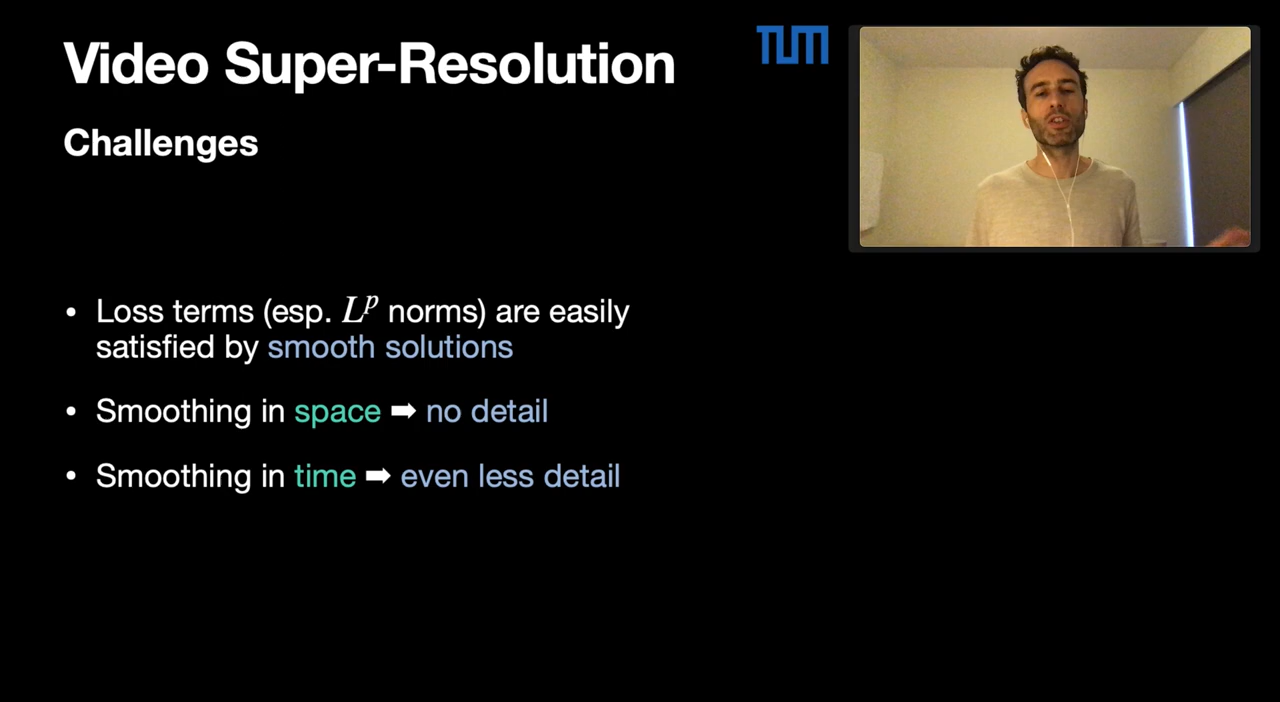 Video Super-Resolution
TUM
Challenges
• Loss terms (esp. Lᵖ norms) are easily
satisfied by smooth solutions
• Smoothing in space ➡ no detail
• Smoothing in time ➡ even less detail